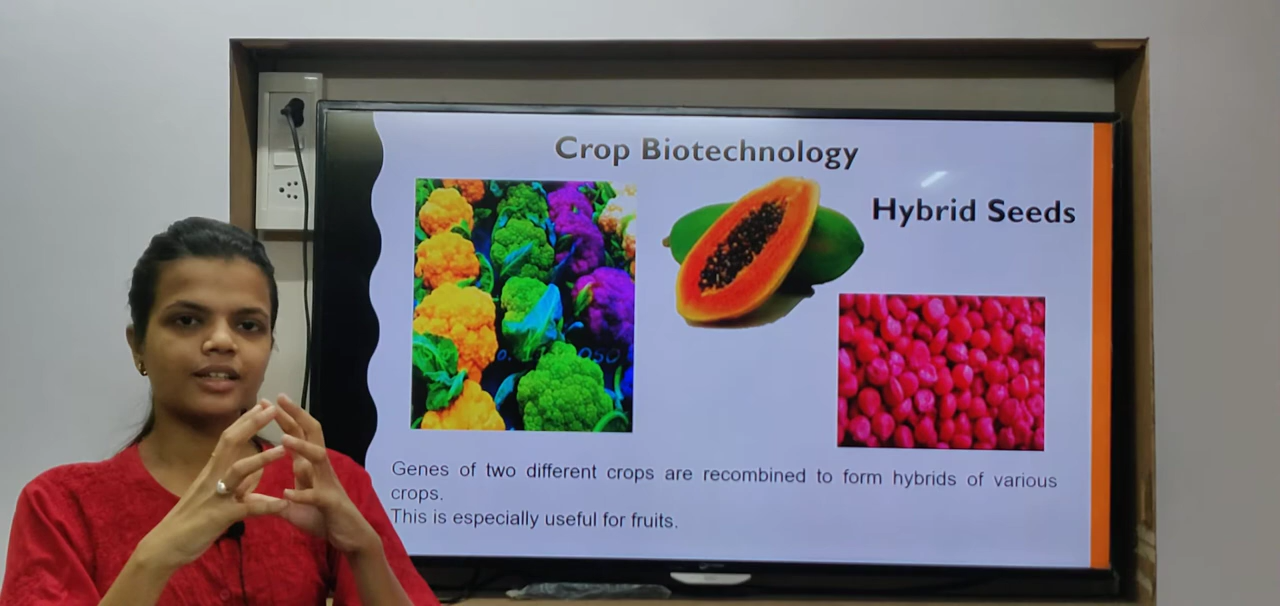 Crop Biotechnology
Hybrid Seeds
Genes of two different crops are recombined to form hybrids of various
crops.
This is especially useful for fruits.